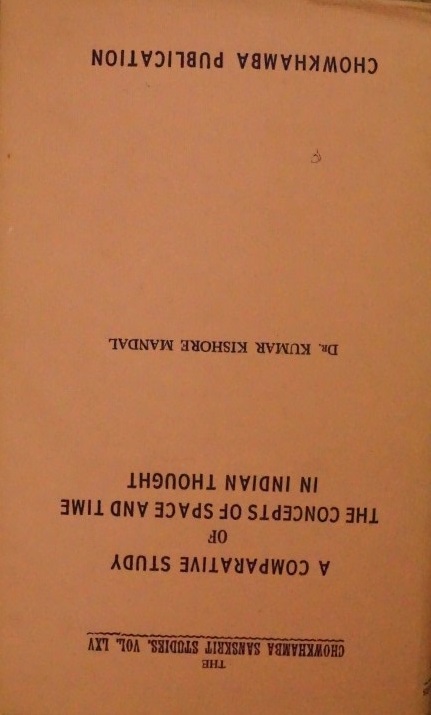 THE
CHOWKHAMBA SANSKRIT STUDIES, VOL. LXV
A COMPARATIVE STUDY
OF
THE CONCEPTS OF SPACE AND TIME
IN INDIAN THOUGHT
DR. KUMAR KISHORE MANDAL
CHOWKHAMBA PUBLICATION